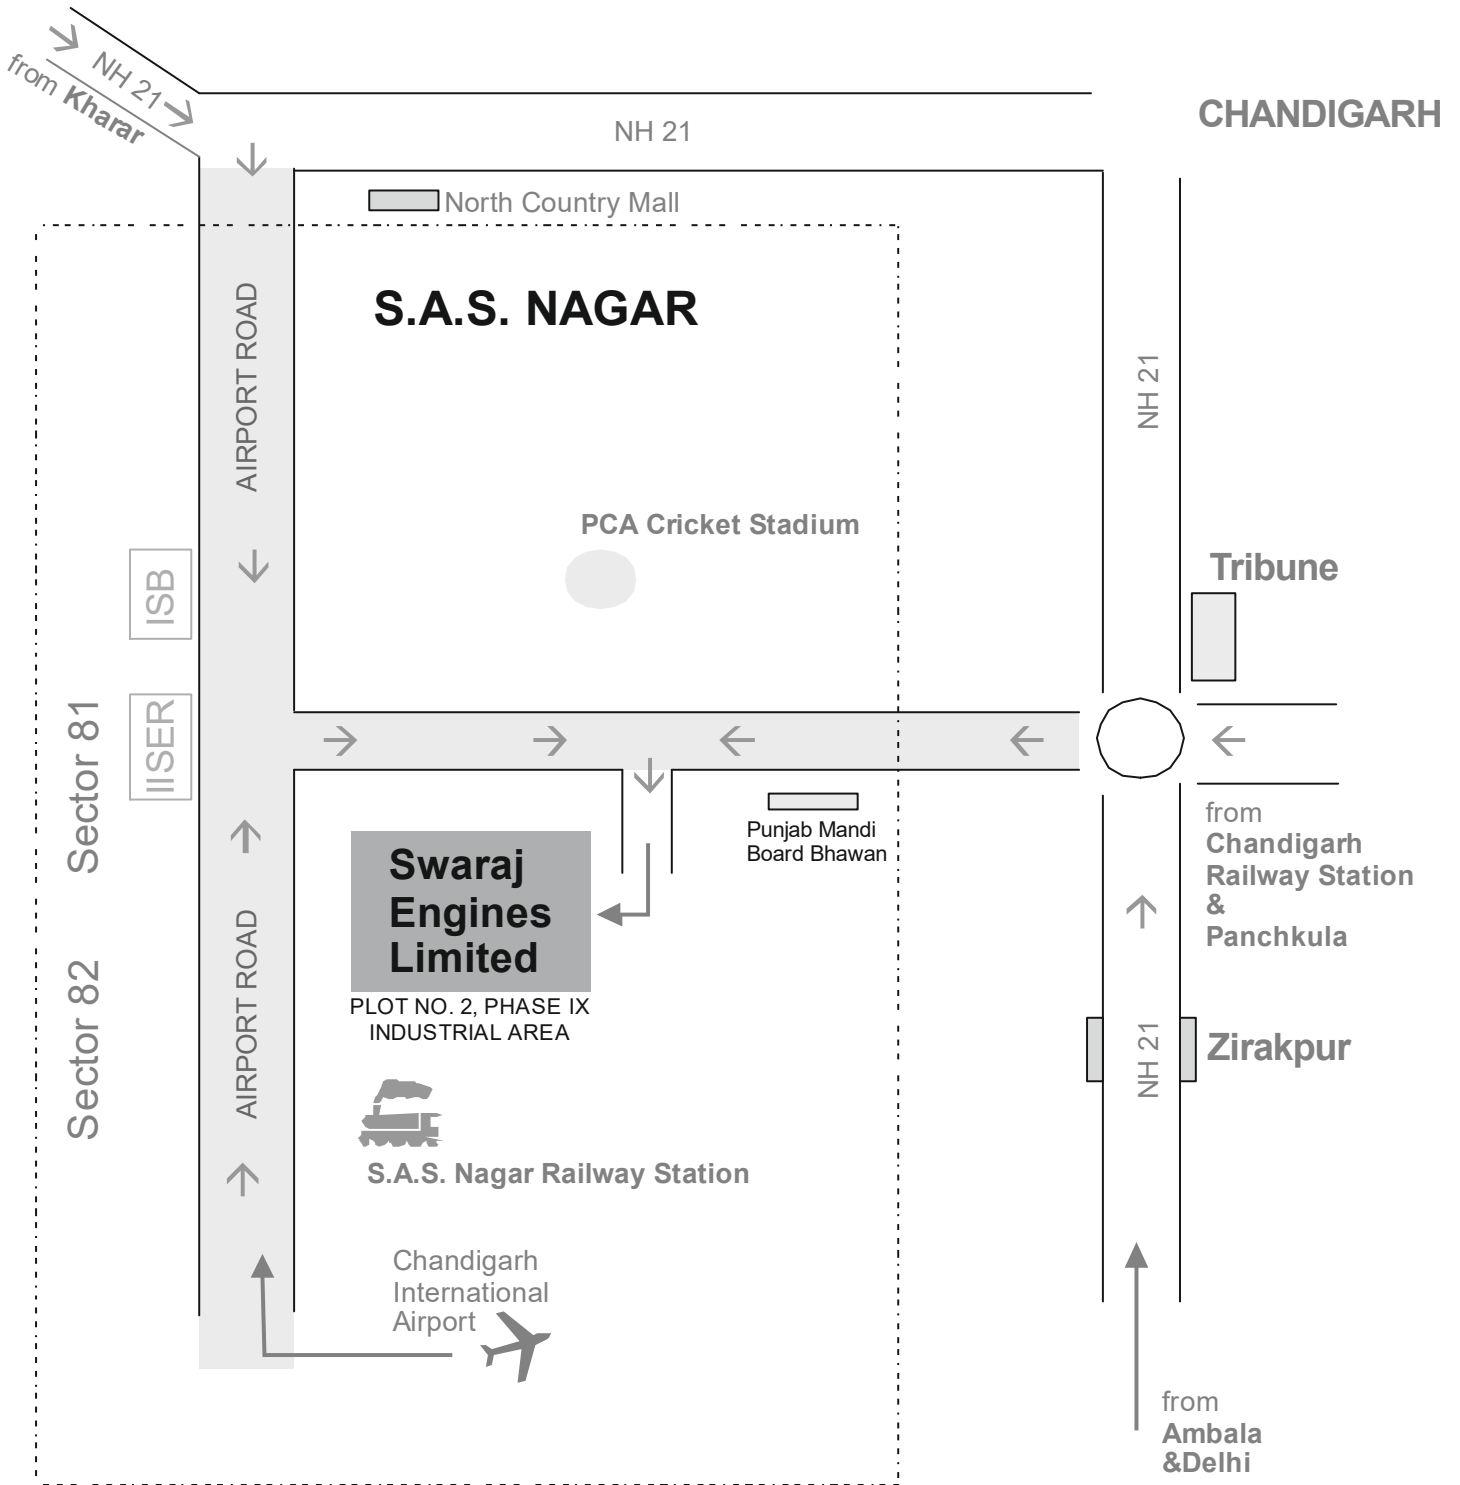 NH 21
from Kharar
NH 21
CHANDIGARH
North Country Mall
S.A.S. NAGAR
AIRPORT ROAD
NH 21
PCA Cricket Stadium
Tribune
ISB
IISER
Sector 81
Punjab Mandi
Board Bhawan
from
Chandigarh
Railway Station
&
Panchkula
Swaraj
Engines
Limited
PLOT NO. 2, PHASE IX
INDUSTRIAL AREA
AIRPORT ROAD
Sector 82
NH 21
Zirakpur
S.A.S. Nagar Railway Station
Chandigarh
International
Airport
from
Ambala
&Delhi